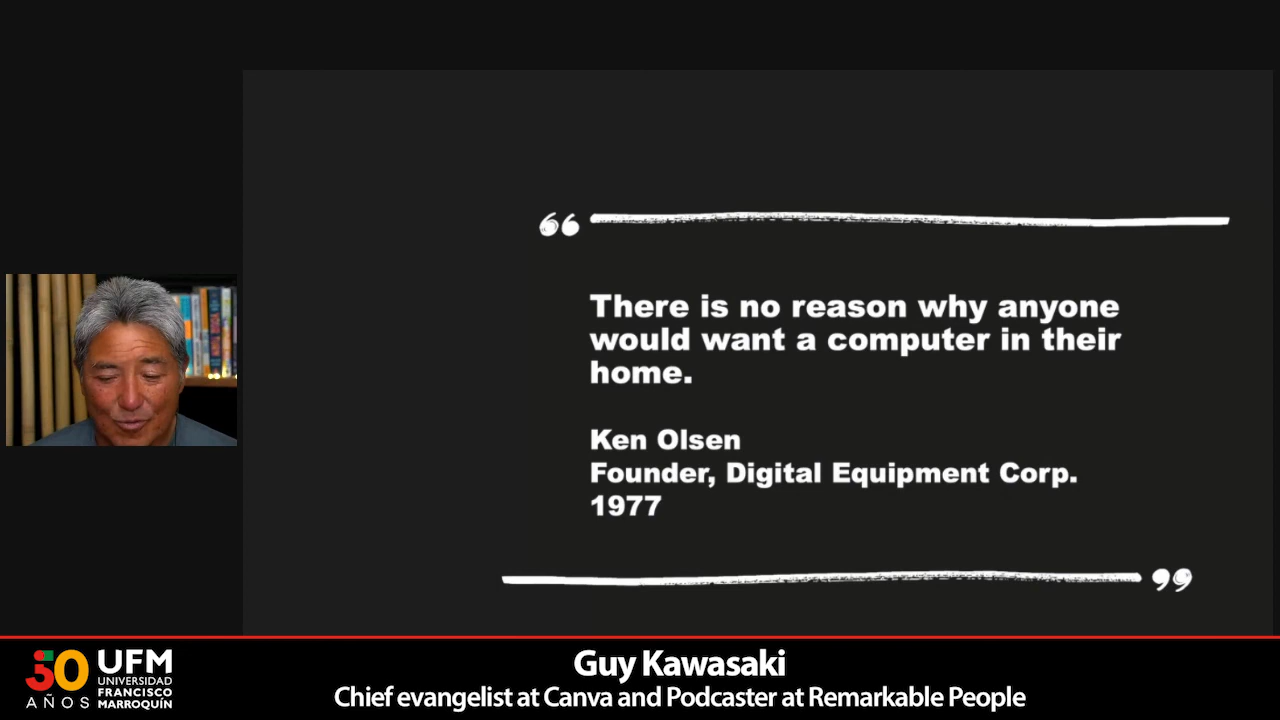 “
There is no reason why anyone
would want a computer in their
home.
Ken Olsen
Founder, Digital Equipment Corp.
1977
”
50
AÑOS
UFM
UNIVERSIDAD
FRANCISCO
MARROQUÍN
Guy Kawasaki
Chief evangelist at Canva and Podcaster at Remarkable People